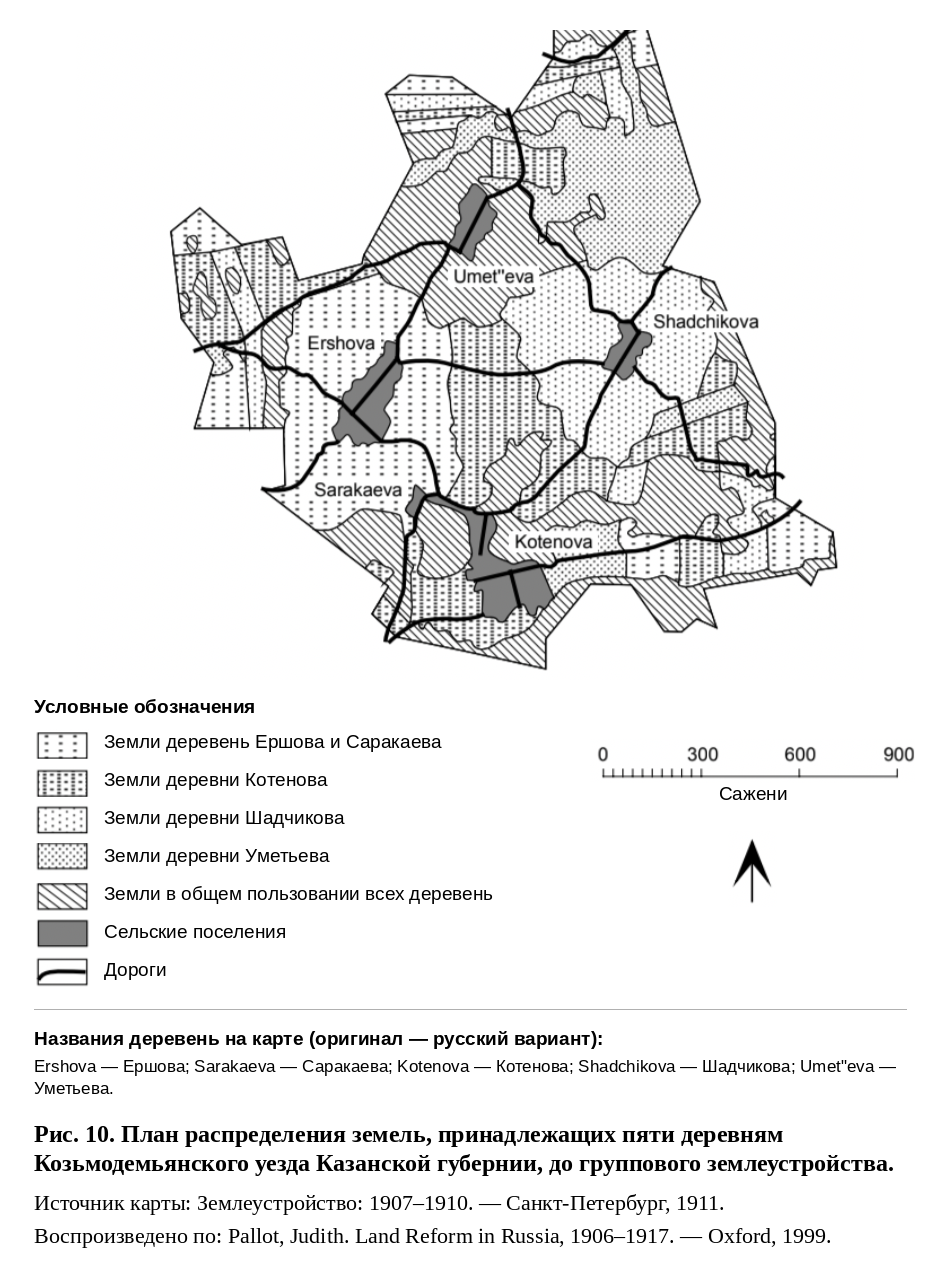 Umet"eva
Shadchikova
Ershova
Sarakaeva
Kotenova
Условные обозначения
Земли деревень Ершова и Саракаева
Земли деревни Котенова
Земли деревни Шадчикова
Земли деревни Уметьева
Земли в общем пользовании всех деревень
Сельские поселения
Дороги
0 300 600 900
Сажени
Названия деревень на карте (оригинал — русский вариант):
Ershova — Ершова; Sarakaeva — Саракаева; Kotenova — Котенова; Shadchikova — Шадчикова; Umet"eva —
Уметьева.
Рис. 10. План распределения земель, принадлежащих пяти деревням
Козьмодемьянского уезда Казанской губернии, до группового землеустройства.
Источник карты: Землеустройство: 1907–1910. — Санкт-Петербург, 1911.
Воспроизведено по: Pallot, Judith. Land Reform in Russia, 1906–1917. — Oxford, 1999.